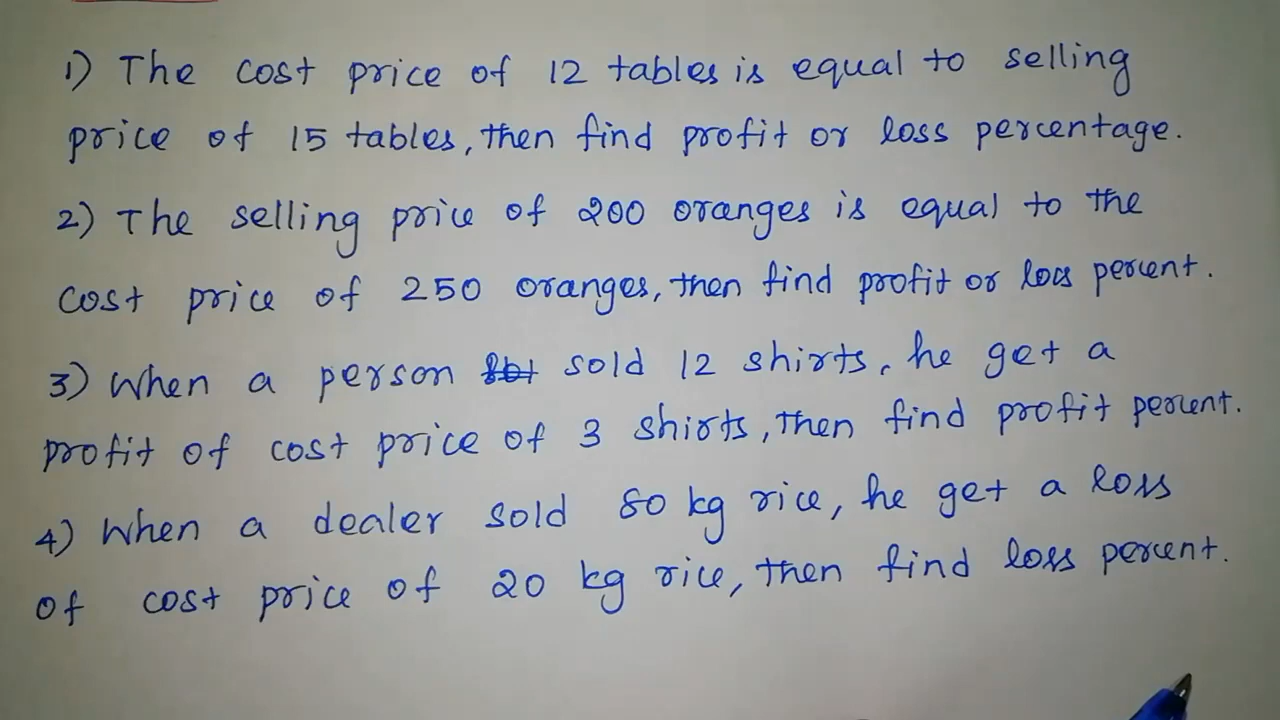 1) The cost price of 12 tables is equal to selling
price of 15 tables, then find profit or loss percentage.
2) The selling price of 200 oranges is equal to the
cost price of 250 oranges, then find profit or loss percent.
3) When a person sold 12 shirts, he get a
profit of cost price of 3 shirts, then find profit percent.
4) When a dealer sold 80 kg rice, he get a loss
of cost price of 20 kg rice, then find loss percent.